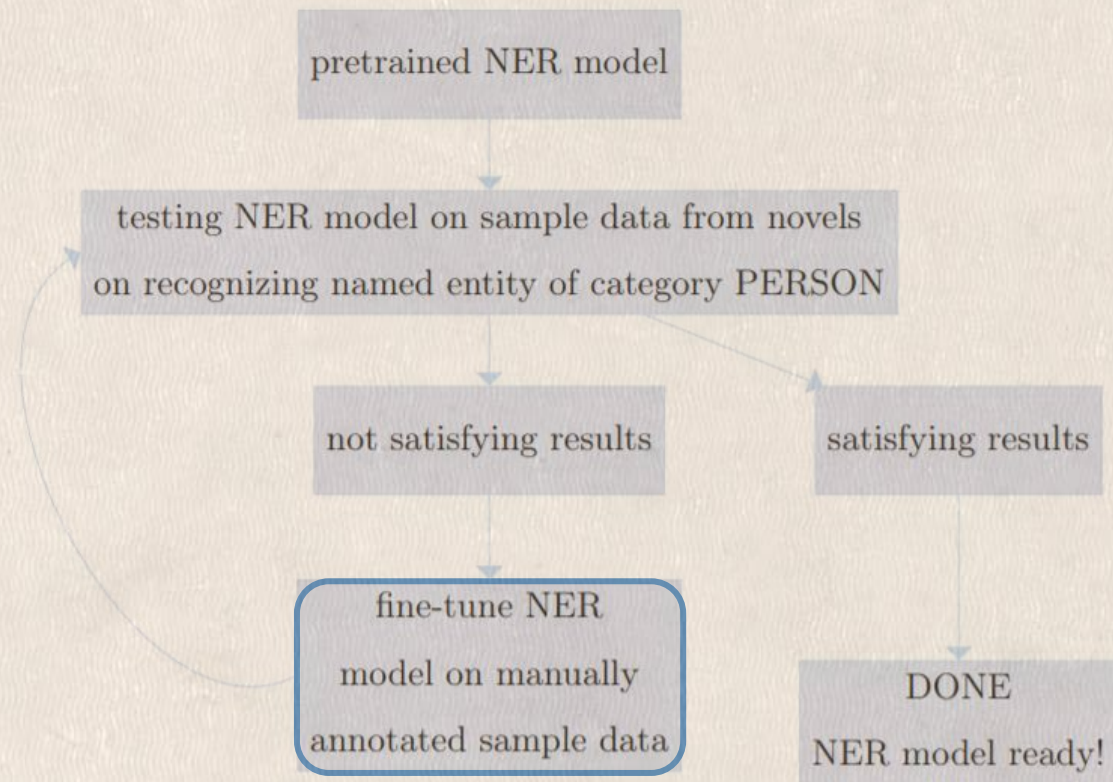 pretrained NER model
testing NER model on sample data from novels
on recognizing named entity of category PERSON
not satisfying results
satisfying results
fine-tune NER
model on manually
annotated sample data
DONE
NER model ready!